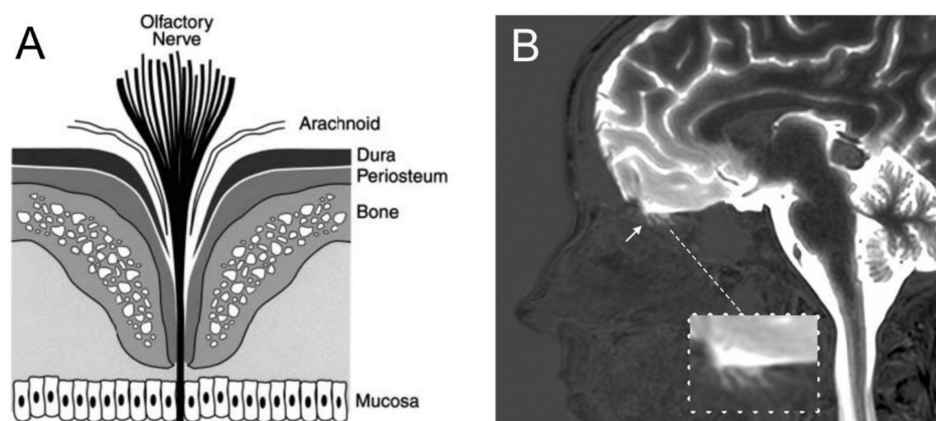 A
Olfactory
Nerve
Arachnoid
Dura
Periosteum
Bone
Mucosa
B